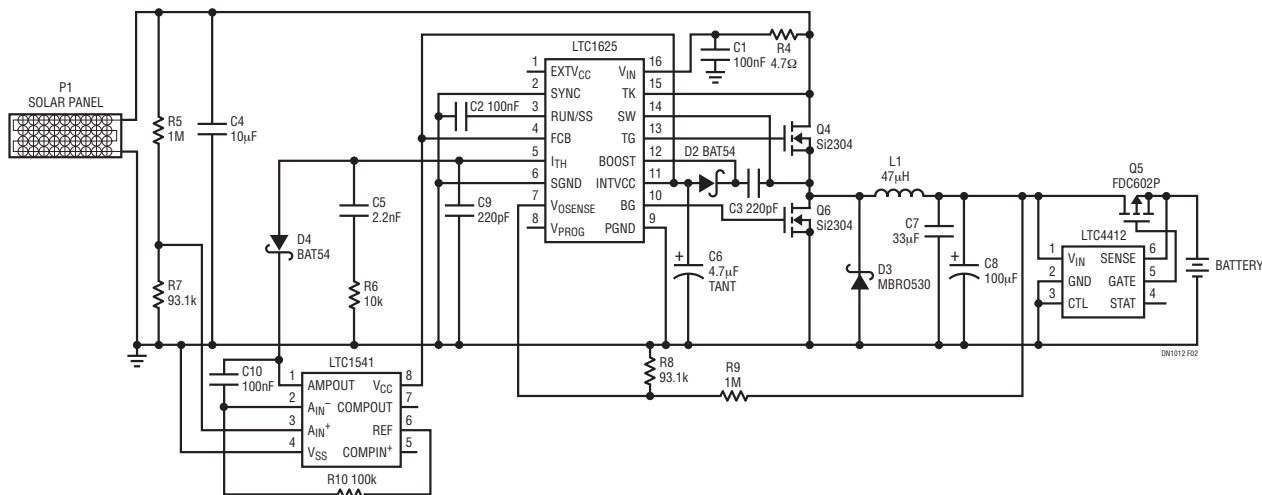 P1
SOLAR PANEL
R5
1M
C4
10µF
R7
93.1k
D4
BAT54
C5
2.2nF
R6
10k
C9
220pF
C2 100nF
LTC1625
1 EXTVCC
2 SYNC
3 RUN/SS
4 FCB
5 ITH
6 SGND
7 VOSENSE
8 VPROG
VIN 16
TK 15
SW 14
TG 13
BOOST 12
INTVCC 11
BG 10
PGND 9
C1
100nF
R4
4.7Ω
D2 BAT54
C3 220pF
C6
4.7µF
TANT
+
Q4
Si2304
Q6
Si2304
L1
47µH
D3
MBRO530
C7
33µF
+
C8
100µF
Q5
FDC602P
LTC4412
1 VIN
2 GND
3 CTL
SENSE 6
GATE 5
STAT 4
BATTERY
DN1012 F02
C10
100nF
LTC1541
1 AMPOUT
2 AIN–
3 AIN+
4 VSS
VCC 8
COMPOUT 7
REF 6
COMPIN+ 5
R10 100k
R8
93.1k
R9
1M